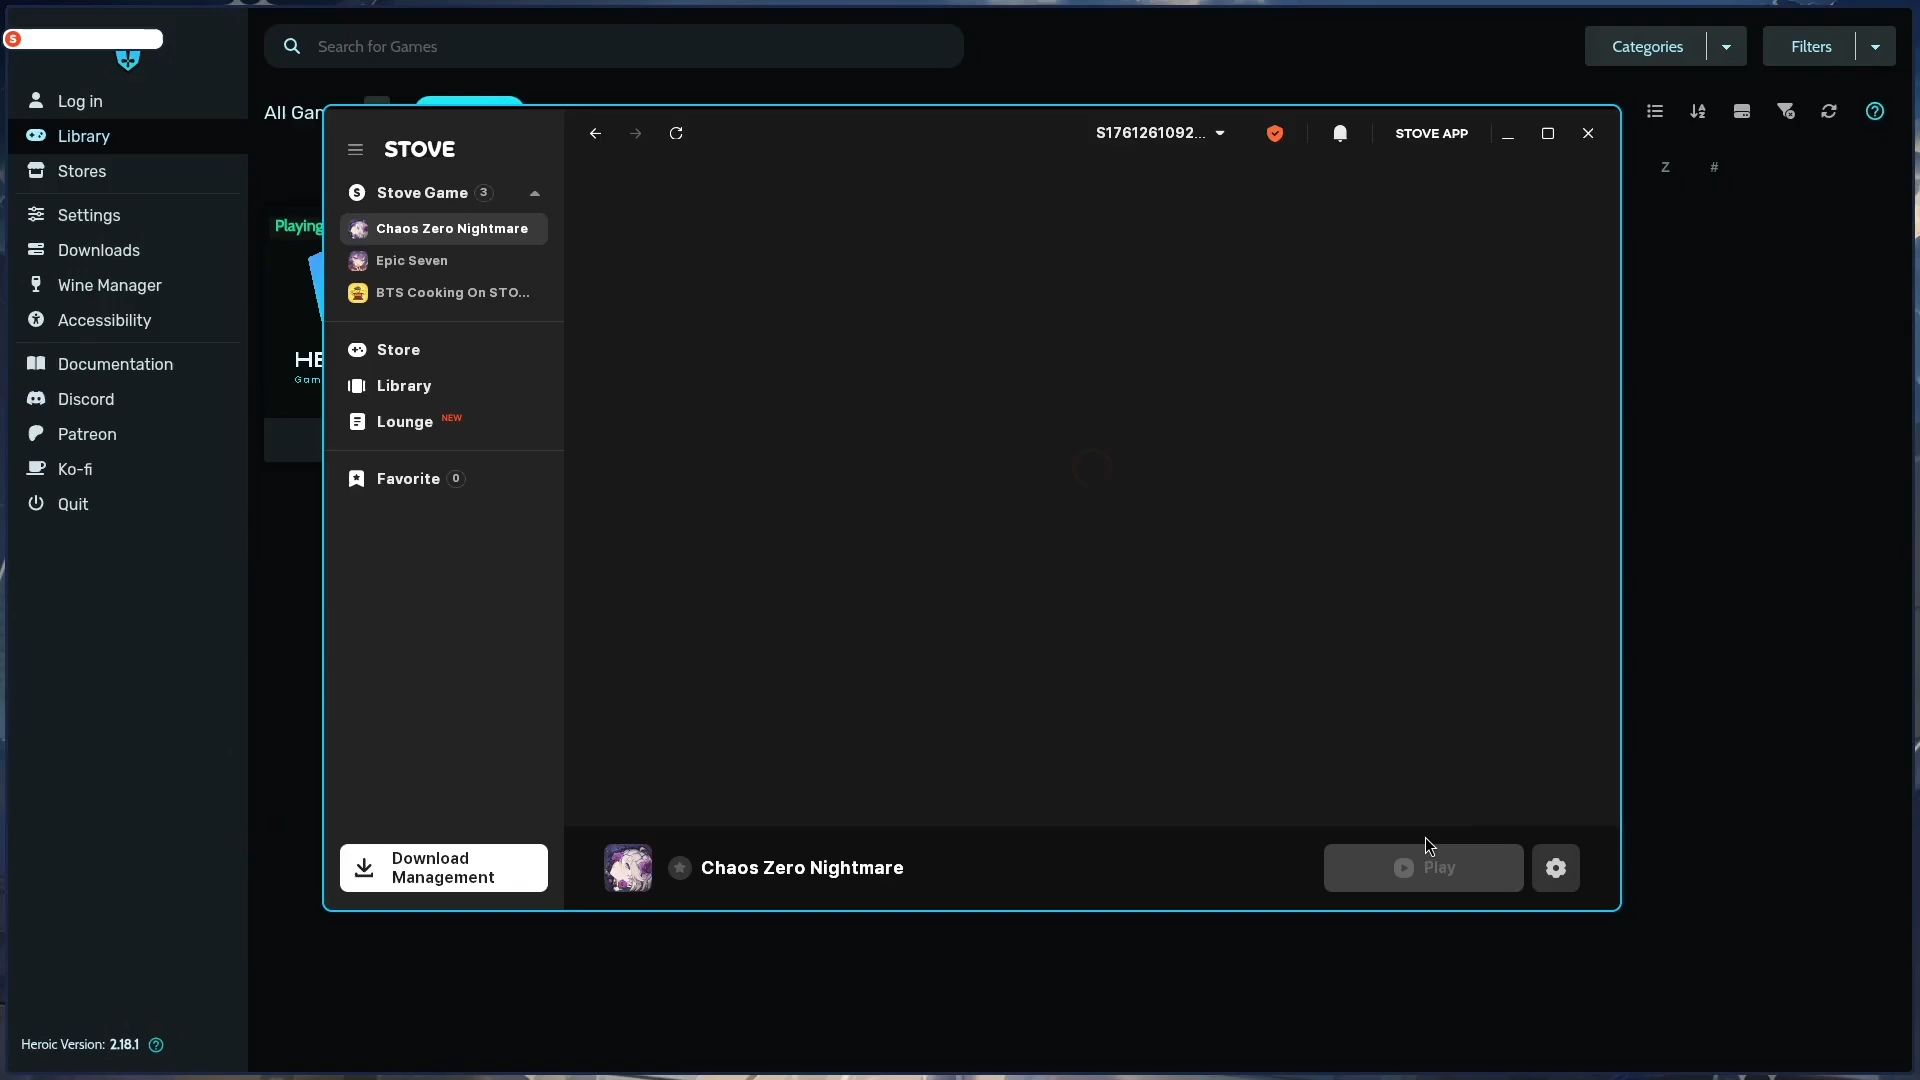 Search for Games
Categories
Filters
Log in
Library
Stores
Settings
Downloads
Wine Manager
Accessibility
Documentation
Discord
Patreon
Ko-fi
Quit
Heroic Version: 2.18.1
All Gam
Z #
Playing
HE
Gam
STOVE
Stove Game 3
Chaos Zero Nightmare
Epic Seven
BTS Cooking On STO...
Store
Library
Lounge NEW
Favorite 0
Download
Management
S1761261092...
STOVE APP
Chaos Zero Nightmare
Play